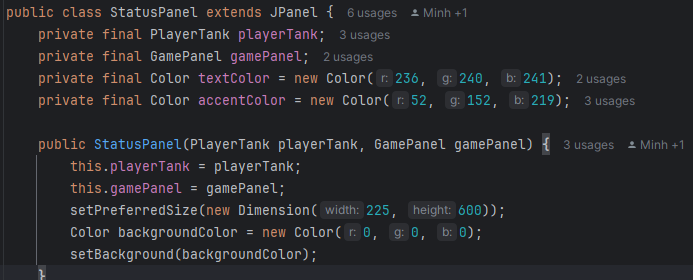 public class StatusPanel extends JPanel { 6 usages Minh +1
private final PlayerTank playerTank; 3 usages
private final GamePanel gamePanel; 2 usages
private final Color textColor = new Color( r: 236, g: 240, b: 241); 2 usages
private final Color accentColor = new Color( r: 52, g: 152, b: 219); 3 usages
public StatusPanel(PlayerTank playerTank, GamePanel gamePanel) { 3 usages Minh +1
this.playerTank = playerTank;
this.gamePanel = gamePanel;
setPreferredSize(new Dimension( width: 225, height: 600));
Color backgroundColor = new Color( r: 0, g: 0, b: 0);
setBackground(backgroundColor);
}